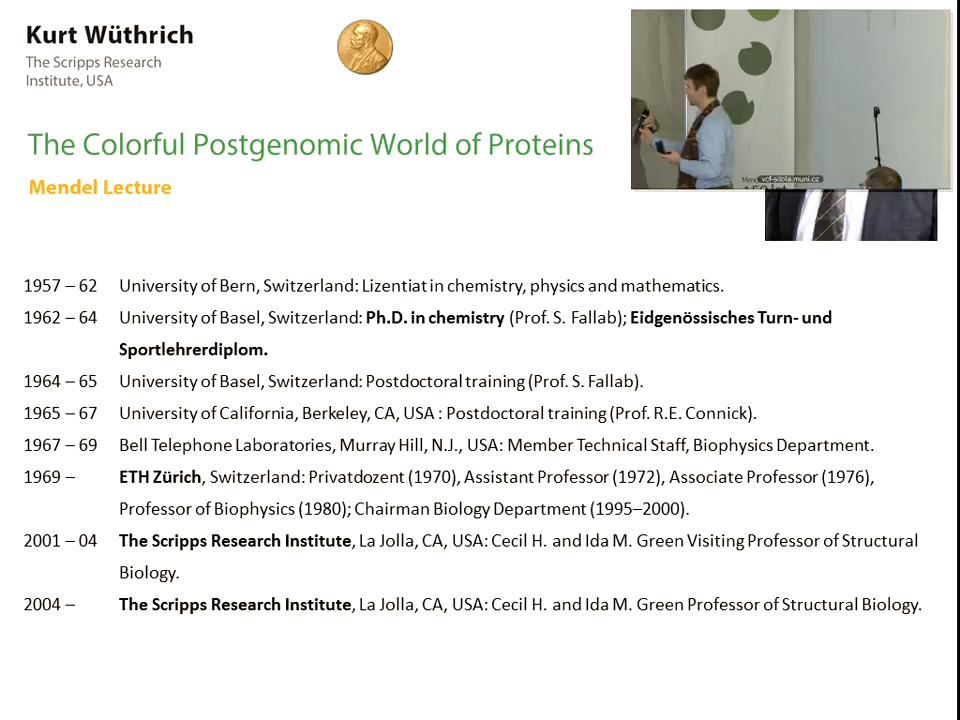 Kurt Wüthrich
The Scripps Research
Institute, USA
The Colorful Postgenomic World of Proteins
Mendel Lecture
vcf-sitola.muni.cz
1957 – 62 University of Bern, Switzerland: Lizentiat in chemistry, physics and mathematics.
1962 – 64 University of Basel, Switzerland: Ph.D. in chemistry (Prof. S. Fallab); Eidgenössisches Turn- und
Sportlehrerdiplom.
1964 – 65 University of Basel, Switzerland: Postdoctoral training (Prof. S. Fallab).
1965 – 67 University of California, Berkeley, CA, USA : Postdoctoral training (Prof. R.E. Connick).
1967 – 69 Bell Telephone Laboratories, Murray Hill, N.J., USA: Member Technical Staff, Biophysics Department.
1969 – ETH Zürich, Switzerland: Privatdozent (1970), Assistant Professor (1972), Associate Professor (1976),
Professor of Biophysics (1980); Chairman Biology Department (1995–2000).
2001 – 04 The Scripps Research Institute, La Jolla, CA, USA: Cecil H. and Ida M. Green Visiting Professor of Structural
Biology.
2004 – The Scripps Research Institute, La Jolla, CA, USA: Cecil H. and Ida M. Green Professor of Structural Biology.